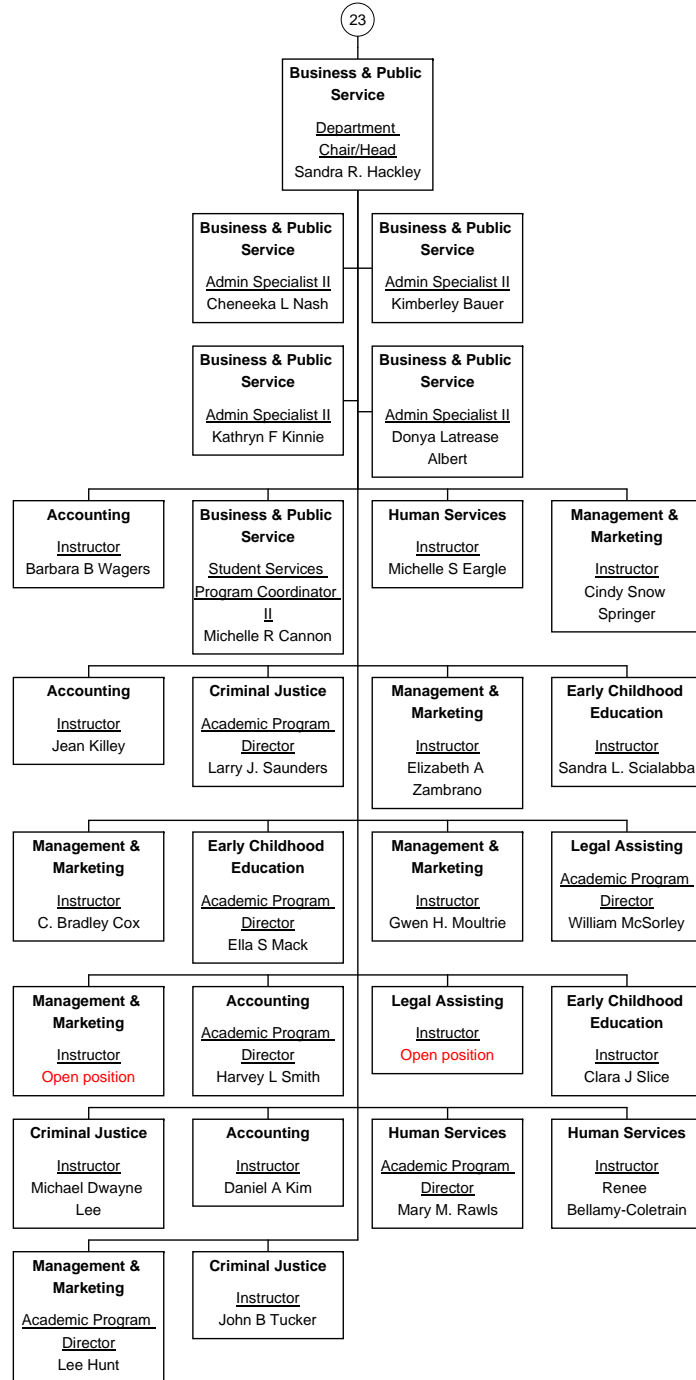 23
Business & Public
Service
Department
Chair/Head
Sandra R. Hackley
Business & Public
Service
Admin Specialist II
Cheneeka L Nash
Business & Public
Service
Admin Specialist II
Kimberley Bauer
Business & Public
Service
Admin Specialist II
Kathryn F Kinnie
Business & Public
Service
Admin Specialist II
Donya Latrease
Albert
Accounting
Instructor
Barbara B Wagers
Business & Public
Service
Student Services
Program Coordinator
II
Michelle R Cannon
Human Services
Instructor
Michelle S Eargle
Management &
Marketing
Instructor
Cindy Snow
Springer
Accounting
Instructor
Jean Killey
Criminal Justice
Academic Program
Director
Larry J. Saunders
Management &
Marketing
Instructor
Elizabeth A
Zambrano
Early Childhood
Education
Instructor
Sandra L. Scialabba
Management &
Marketing
Instructor
C. Bradley Cox
Early Childhood
Education
Academic Program
Director
Ella S Mack
Management &
Marketing
Instructor
Gwen H. Moultrie
Legal Assisting
Academic Program
Director
William McSorley
Management &
Marketing
Instructor
Open position
Accounting
Academic Program
Director
Harvey L Smith
Legal Assisting
Instructor
Open position
Early Childhood
Education
Instructor
Clara J Slice
Criminal Justice
Instructor
Michael Dwayne
Lee
Accounting
Instructor
Daniel A Kim
Human Services
Academic Program
Director
Mary M. Rawls
Human Services
Instructor
Renee
Bellamy-Coletrain
Management &
Marketing
Academic Program
Director
Lee Hunt
Criminal Justice
Instructor
John B Tucker